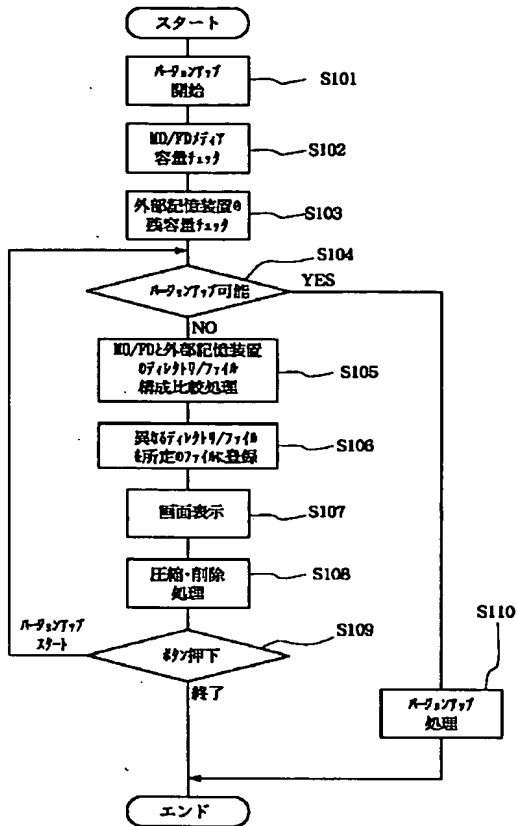 スタート
バージョンアップ
開始
S101
MO/FDメディア
容量チェック
S102
外部記憶装置の
残容量チェック
S103
S104
バージョンアップ可能
YES
NO
MO/FDと外部記憶装置
のディレクトリ/ファイル
構成比較処理
S105
異なるディレクトリ/ファイル
を所定のファイルに登録
S106
画面表示
S107
圧縮・削除
処理
S108
バージョンアップ
スタート
ボタン押下
S109
終了
S110
バージョンアップ
処理
エンド